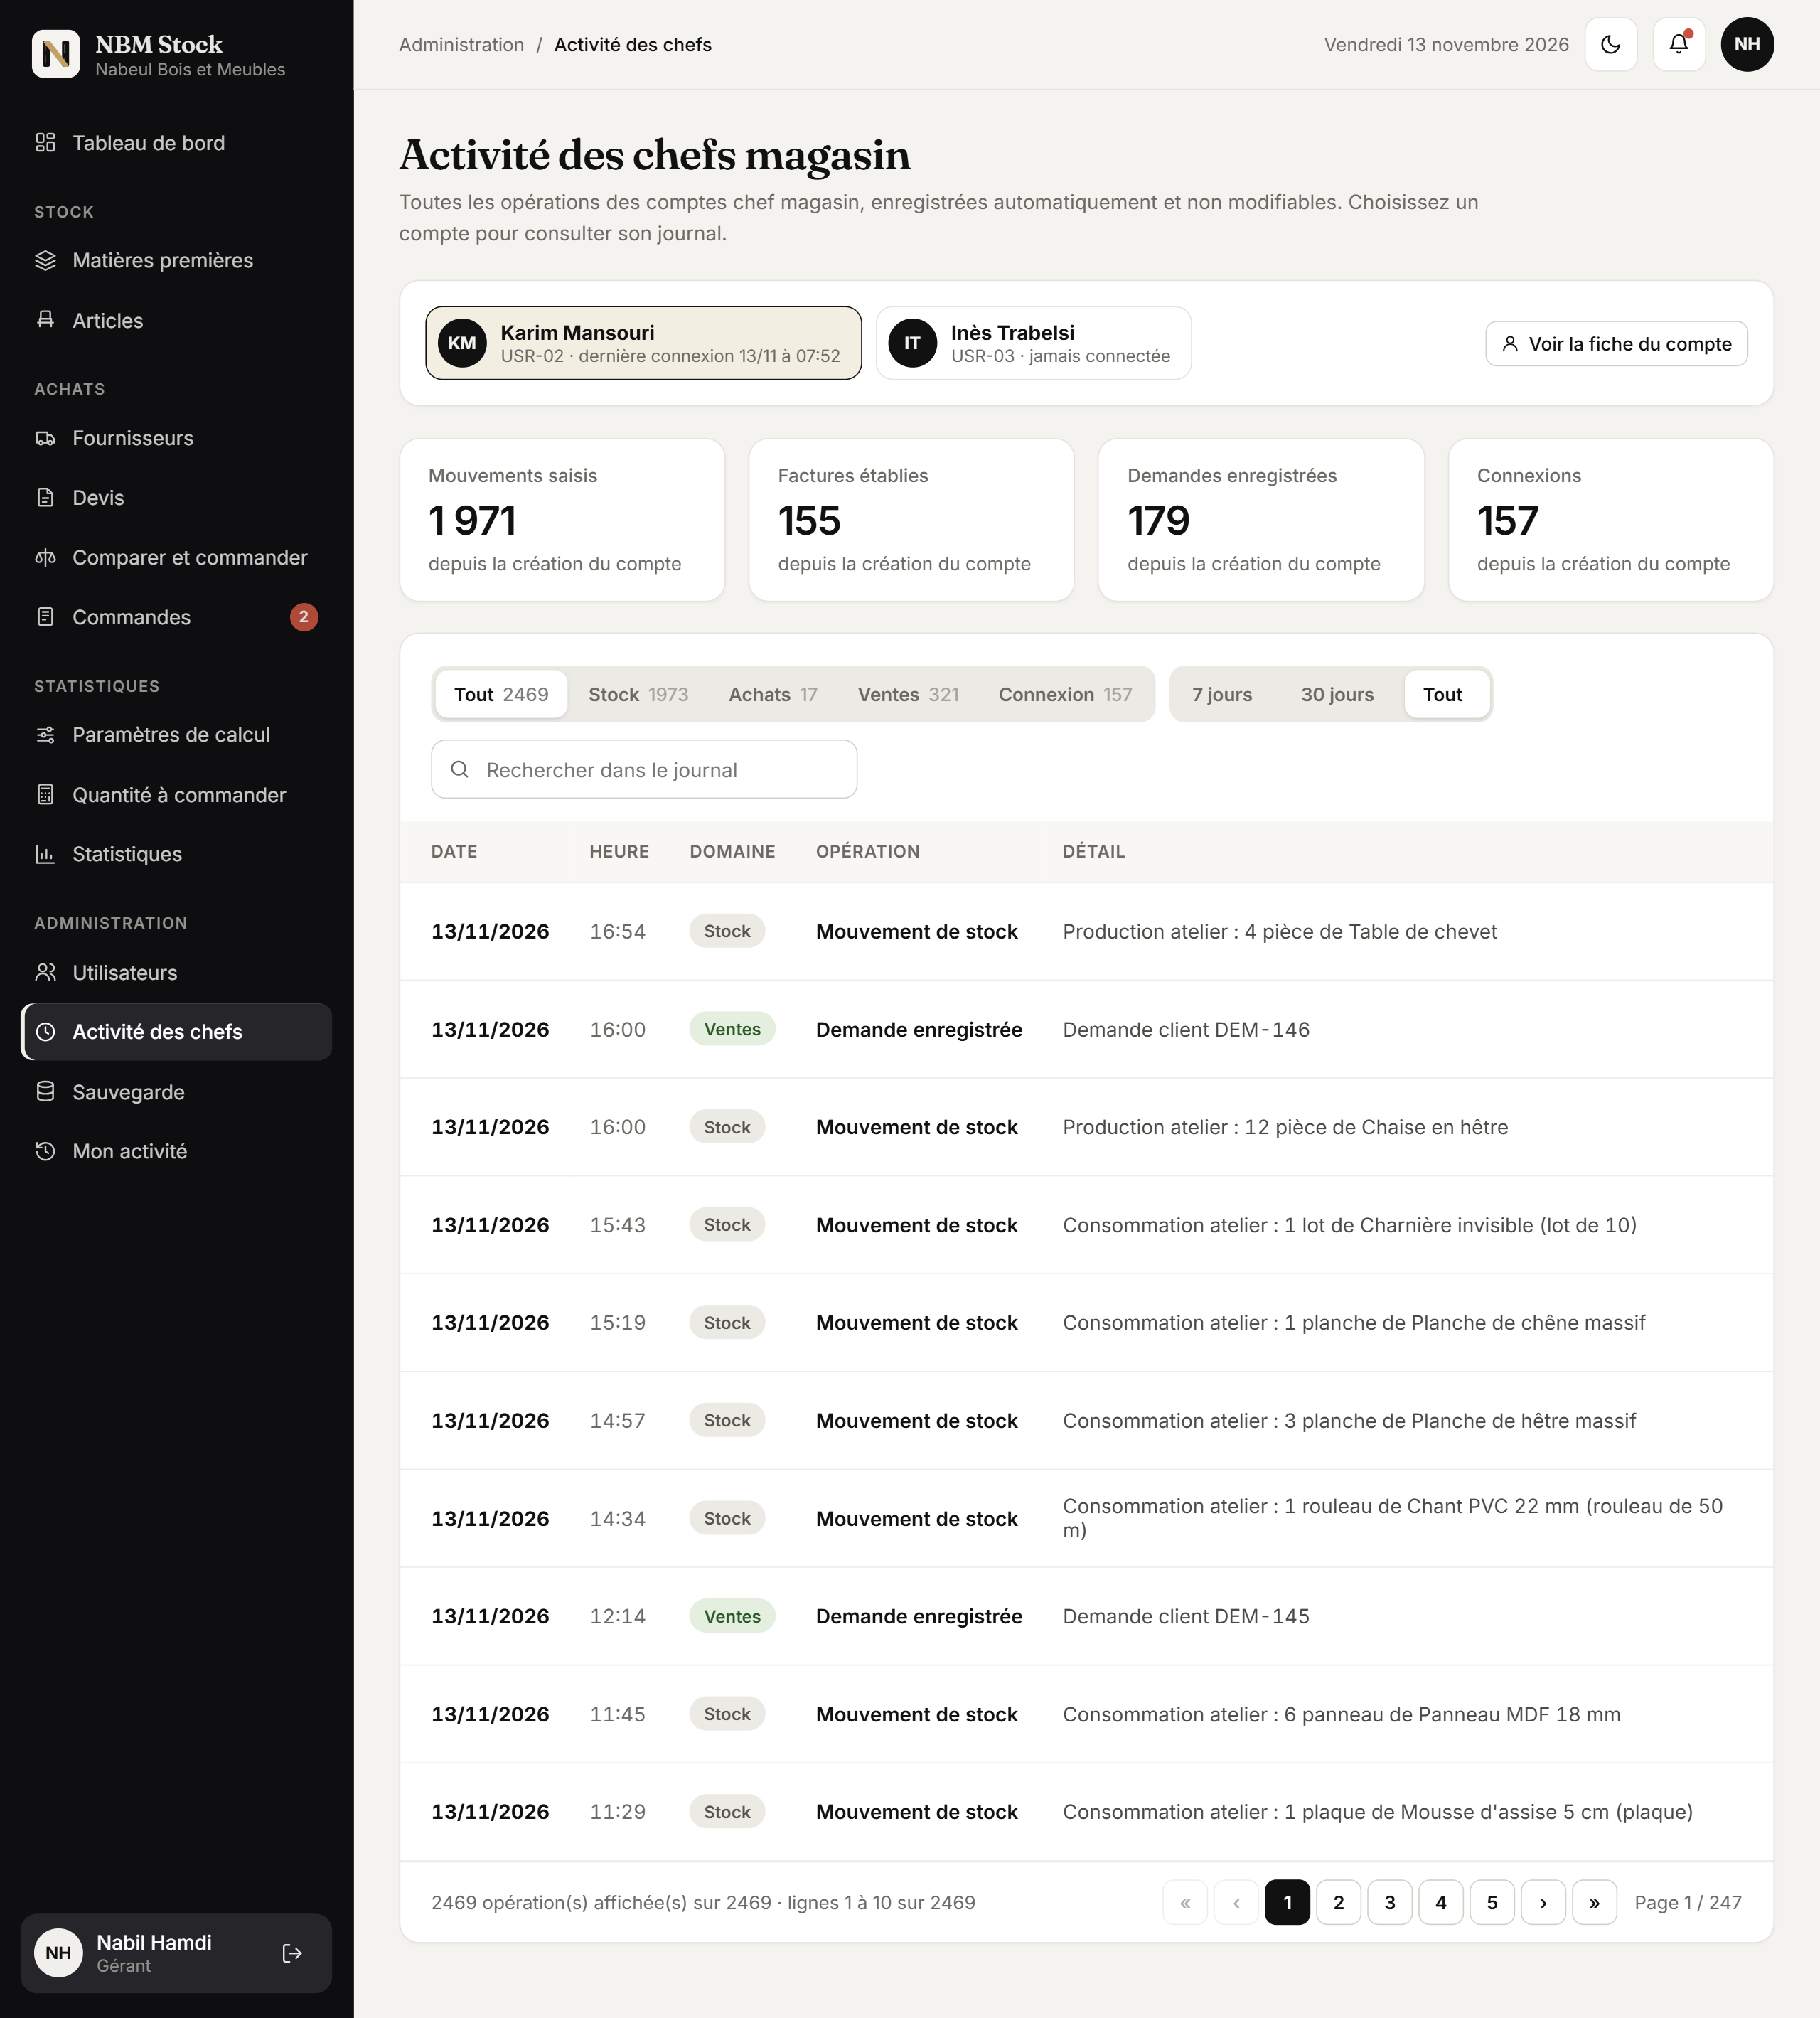 NBM Stock
Nabeul Bois et Meubles
Tableau de bord
STOCK
Matières premières
Articles
ACHATS
Fournisseurs
Devis
Comparer et commander
Commandes 2
STATISTIQUES
Paramètres de calcul
Quantité à commander
Statistiques
ADMINISTRATION
Utilisateurs
Activité des chefs
Sauvegarde
Mon activité
NH Nabil Hamdi
Gérant
Administration / Activité des chefs
Vendredi 13 novembre 2026 NH
Activité des chefs magasin
Toutes les opérations des comptes chef magasin, enregistrées automatiquement et non modifiables. Choisissez un
compte pour consulter son journal.
KM Karim Mansouri
USR-02 · dernière connexion 13/11 à 07:52
IT Inès Trabelsi
USR-03 · jamais connectée
Voir la fiche du compte
Mouvements saisis
1 971
depuis la création du compte
Factures établies
155
depuis la création du compte
Demandes enregistrées
179
depuis la création du compte
Connexions
157
depuis la création du compte
Tout 2469 Stock 1973 Achats 17 Ventes 321 Connexion 157 7 jours 30 jours Tout
Rechercher dans le journal
DATE HEURE DOMAINE OPÉRATION DÉTAIL
13/11/2026 16:54 Stock Mouvement de stock Production atelier : 4 pièce de Table de chevet
13/11/2026 16:00 Ventes Demande enregistrée Demande client DEM-146
13/11/2026 16:00 Stock Mouvement de stock Production atelier : 12 pièce de Chaise en hêtre
13/11/2026 15:43 Stock Mouvement de stock Consommation atelier : 1 lot de Charnière invisible (lot de 10)
13/11/2026 15:19 Stock Mouvement de stock Consommation atelier : 1 planche de Planche de chêne massif
13/11/2026 14:57 Stock Mouvement de stock Consommation atelier : 3 planche de Planche de hêtre massif
13/11/2026 14:34 Stock Mouvement de stock Consommation atelier : 1 rouleau de Chant PVC 22 mm (rouleau de 50
m)
13/11/2026 12:14 Ventes Demande enregistrée Demande client DEM-145
13/11/2026 11:45 Stock Mouvement de stock Consommation atelier : 6 panneau de Panneau MDF 18 mm
13/11/2026 11:29 Stock Mouvement de stock Consommation atelier : 1 plaque de Mousse d'assise 5 cm (plaque)
2469 opération(s) affichée(s) sur 2469 · lignes 1 à 10 sur 2469
« ‹ 1 2 3 4 5 › » Page 1 / 247